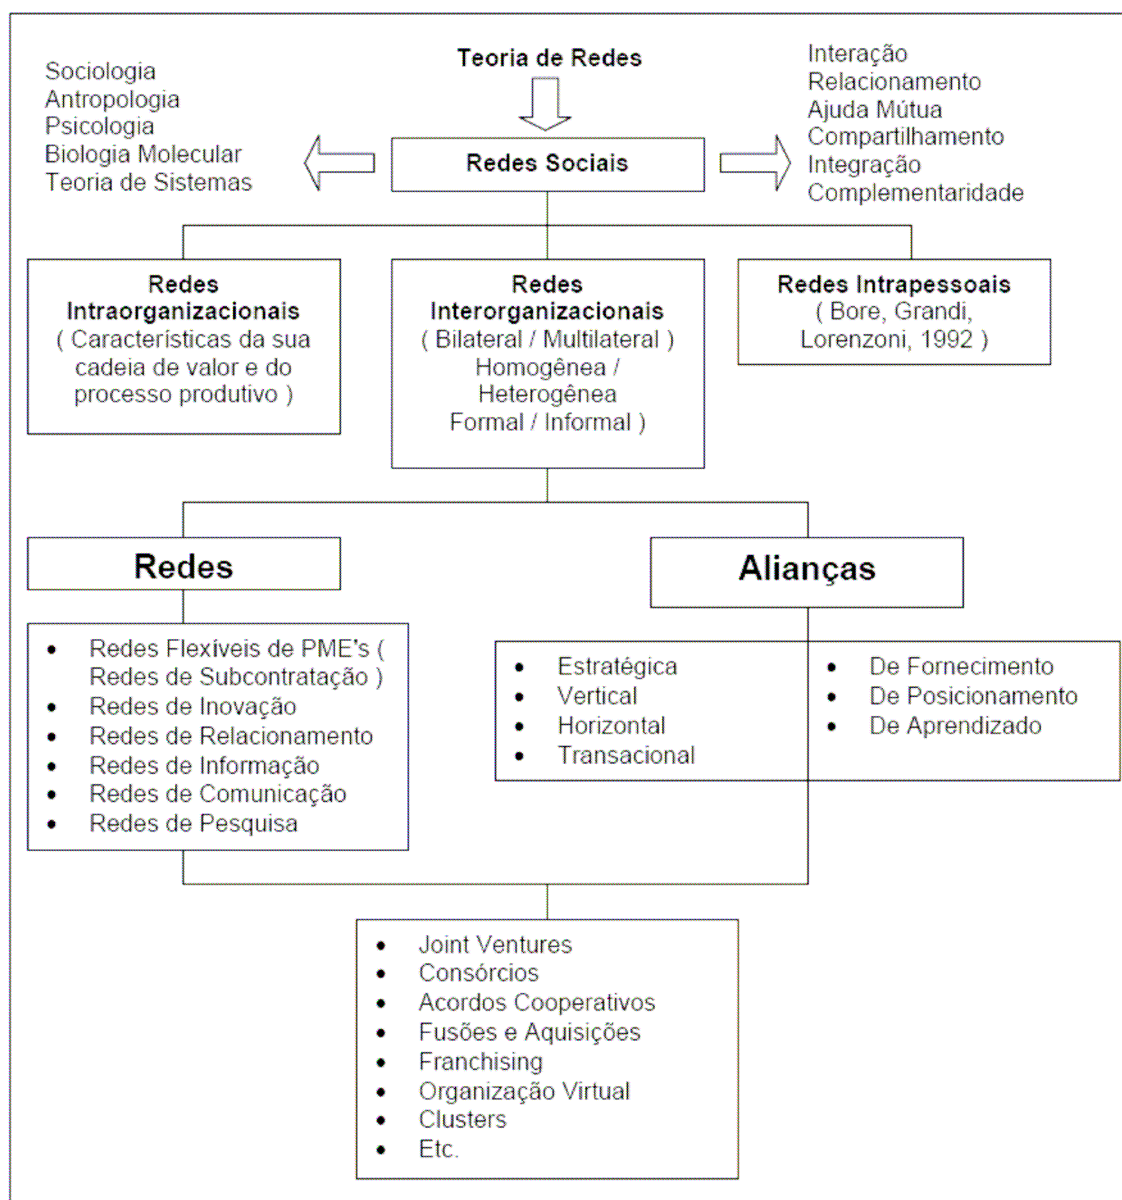 Teoria de Redes
Sociologia
Antropologia
Psicologia
Biologia Molecular
Teoria de Sistemas
Redes Sociais
Interação
Relacionamento
Ajuda Mútua
Compartilhamento
Integração
Complementaridade
Redes
Intraorganizacionais
( Características da sua
cadeia de valor e do
processo produtivo )
Redes
Interorganizacionais
( Bilateral / Multilateral )
Homogênea /
Heterogênea
Formal / Informal )
Redes Intrapessoais
( Bore, Grandi,
Lorenzoni, 1992 )
Redes
• Redes Flexíveis de PME's (
Redes de Subcontratação )
• Redes de Inovação
• Redes de Relacionamento
• Redes de Informação
• Redes de Comunicação
• Redes de Pesquisa
Alianças
• Estratégica
• Vertical
• Horizontal
• Transacional
• De Fornecimento
• De Posicionamento
• De Aprendizado
• Joint Ventures
• Consórcios
• Acordos Cooperativos
• Fusões e Aquisições
• Franchising
• Organização Virtual
• Clusters
• Etc.